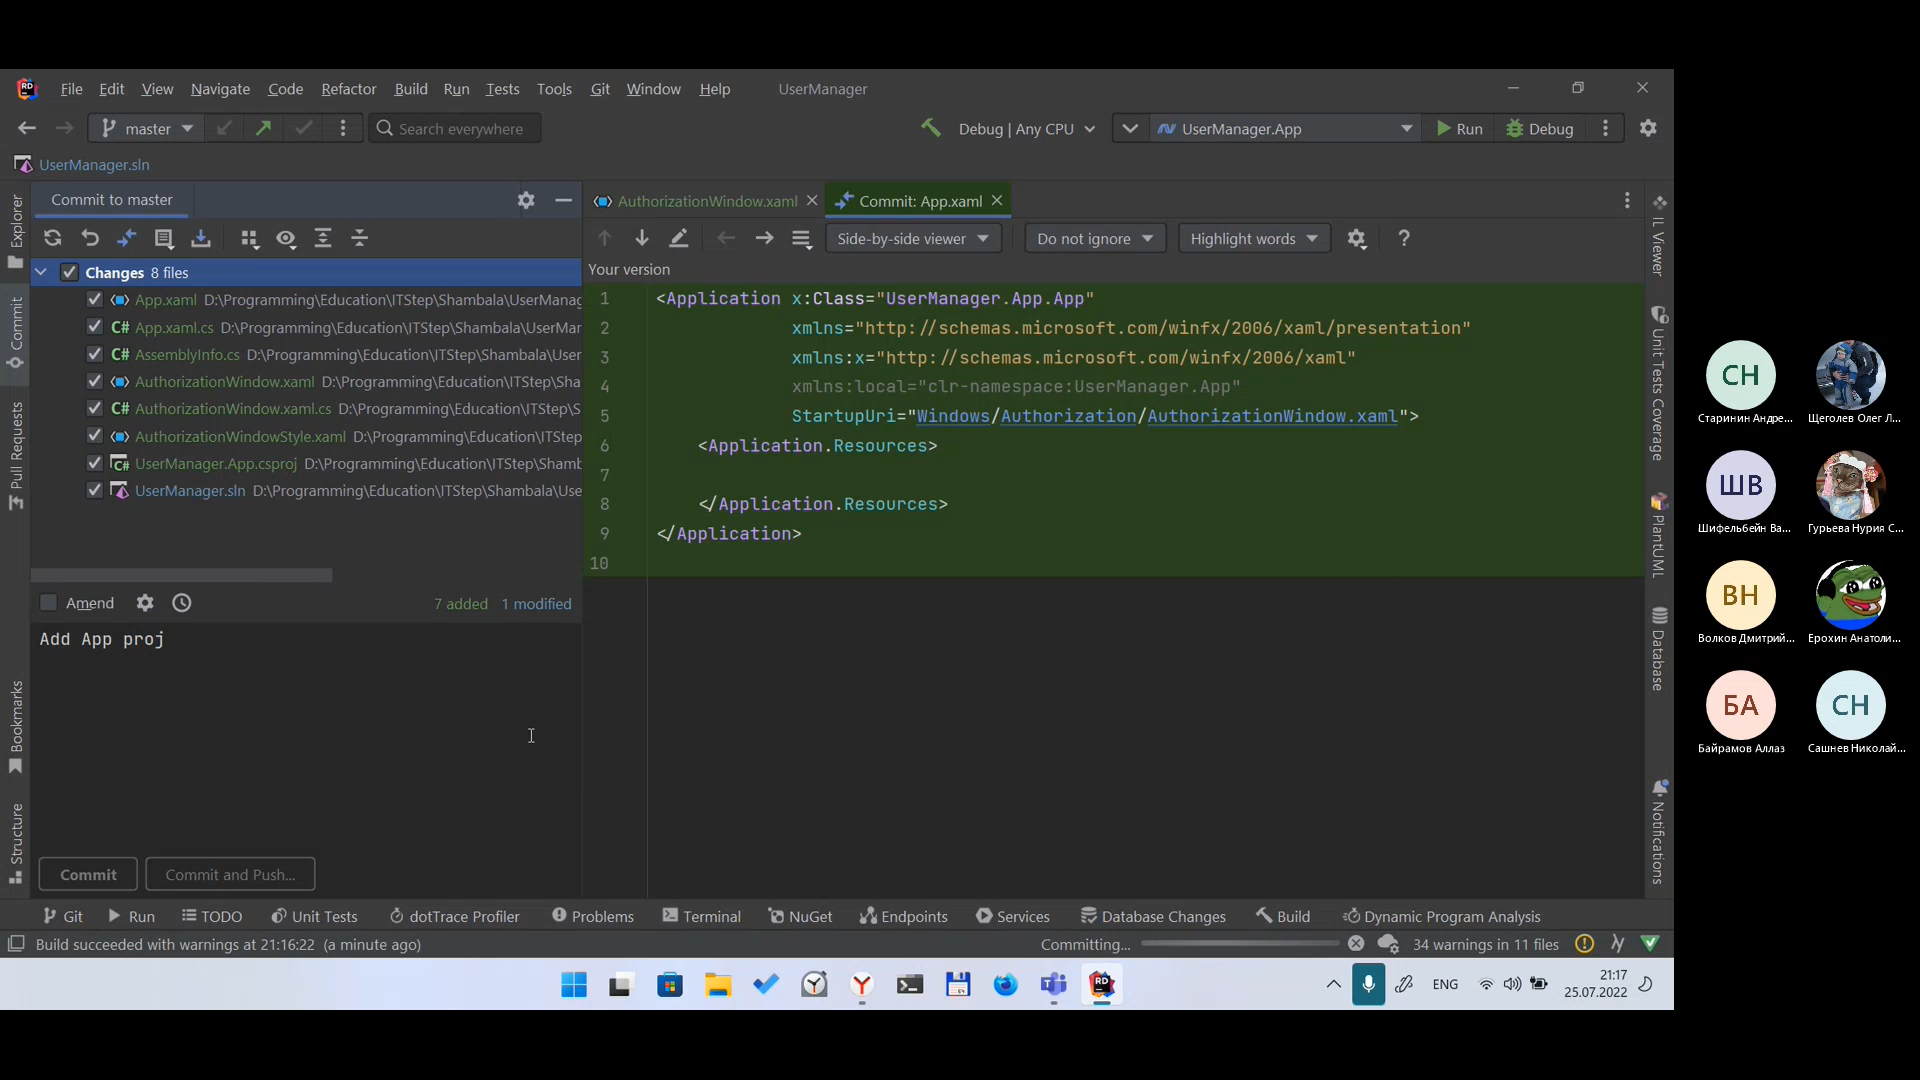 File Edit View Navigate Code Refactor Build Run Tests Tools Git Window Help UserManager
master Search everywhere Debug | Any CPU UserManager.App Run Debug
UserManager.sln
Explorer
Commit
Pull Requests
Bookmarks
Structure
Commit to master
Changes 8 files
App.xaml D:\Programming\Education\ITStep\Shambala\UserManag
App.xaml.cs D:\Programming\Education\ITStep\Shambala\UserMar
AssemblyInfo.cs D:\Programming\Education\ITStep\Shambala\User
AuthorizationWindow.xaml D:\Programming\Education\ITStep\Sha
AuthorizationWindow.xaml.cs D:\Programming\Education\ITStep\S
AuthorizationWindowStyle.xaml D:\Programming\Education\ITStep
UserManager.App.csproj D:\Programming\Education\ITStep\Shamb
UserManager.sln D:\Programming\Education\ITStep\Shambala\Use
Amend 7 added 1 modified
Add App proj
Commit Commit and Push...
AuthorizationWindow.xaml Commit: App.xaml
Side-by-side viewer Do not ignore Highlight words ?
Your version
1 <Application x:Class="UserManager.App.App"
2 xmlns="http://schemas.microsoft.com/winfx/2006/xaml/presentation"
3 xmlns:x="http://schemas.microsoft.com/winfx/2006/xaml"
4 xmlns:local="clr-namespace:UserManager.App"
5 StartupUri="Windows/Authorization/AuthorizationWindow.xaml">
6 <Application.Resources>
7
8 </Application.Resources>
9 </Application>
10
IL Viewer
Unit Tests Coverage
PlantUML
Database
Notifications
Git Run TODO Unit Tests dotTrace Profiler Problems Terminal NuGet Endpoints Services Database Changes Build Dynamic Program Analysis
Build succeeded with warnings at 21:16:22 (a minute ago) Committing... 34 warnings in 11 files
ENG
21:17
25.07.2022
СН
Старинин Андре... Щеголев Олег Л...
ШВ
Шифельбейн Ва... Гурьева Нурия С...
ВН
Волков Дмитрий... Ерохин Анатоли...
БА СН
Байрамов Аллаз Сашнев Николай...